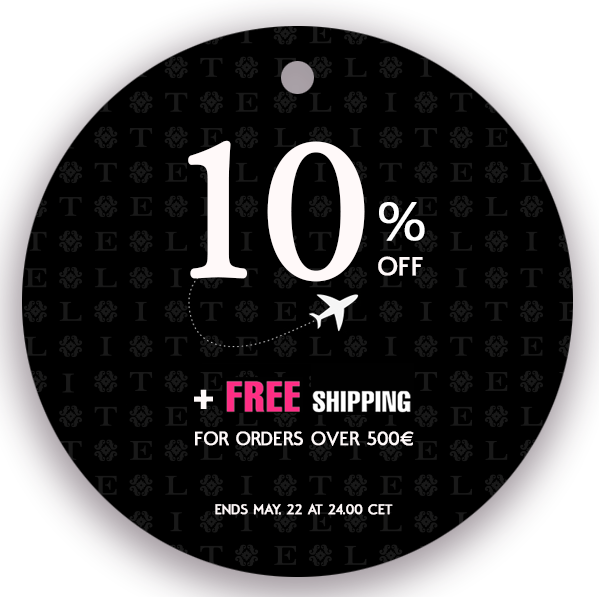 10
%
OFF
+ FREE SHIPPING
FOR ORDERS OVER 500€
ENDS MAY. 22 AT 24.00 CET